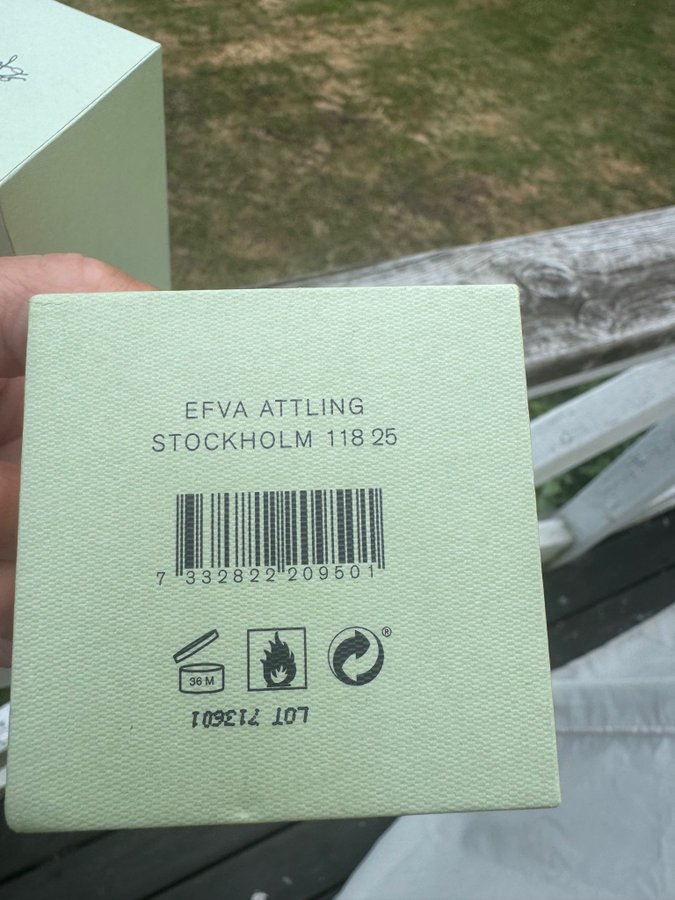 EFVA ATTLING
STOCKHOLM 118 25
7 332822 209501
36 M
®
LOT 713601